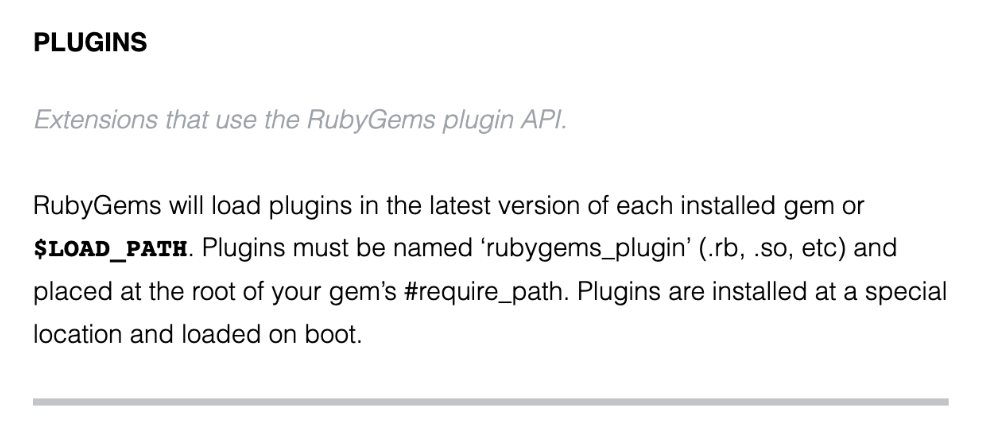 PLUGINS
Extensions that use the RubyGems plugin API.
RubyGems will load plugins in the latest version of each installed gem or
$LOAD_PATH. Plugins must be named ‘rubygems_plugin’ (.rb, .so, etc) and
placed at the root of your gem’s #require_path. Plugins are installed at a special
location and loaded on boot.